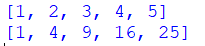 [1, 2, 3, 4, 5]
[1, 4, 9, 16, 25]